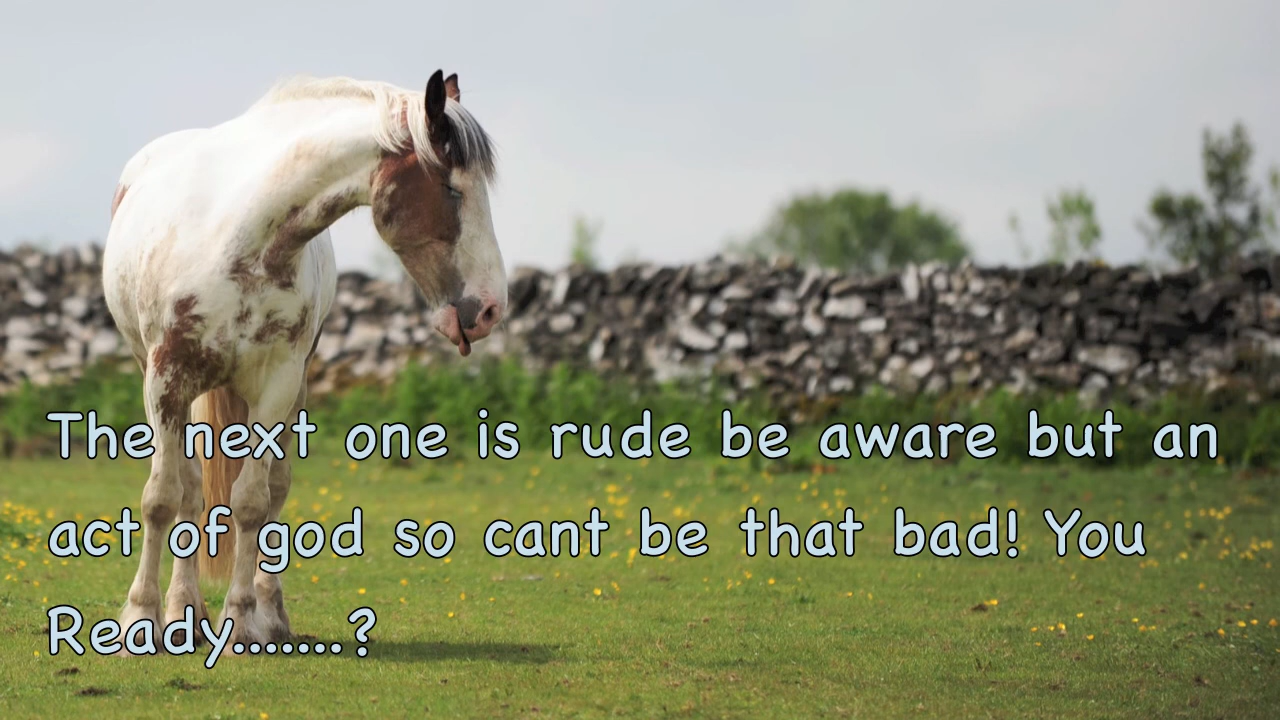 The next one is rude be aware but an
act of god so cant be that bad! You
Ready.......?